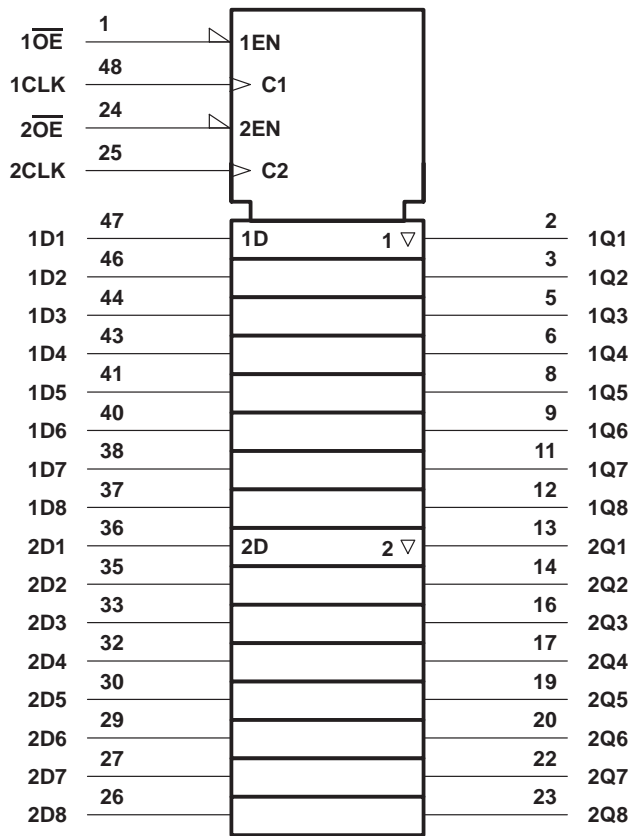 1
1O̅E̅ 1EN
48
1CLK C1
24
2O̅E̅ 2EN
25
2CLK C2
47 2
1D1 1D 1 ▽ 1Q1
46 3
1D2 1Q2
44 5
1D3 1Q3
43 6
1D4 1Q4
41 8
1D5 1Q5
40 9
1D6 1Q6
38 11
1D7 1Q7
37 12
1D8 1Q8
36 13
2D1 2D 2 ▽ 2Q1
35 14
2D2 2Q2
33 16
2D3 2Q3
32 17
2D4 2Q4
30 19
2D5 2Q5
29 20
2D6 2Q6
27 22
2D7 2Q7
26 23
2D8 2Q8